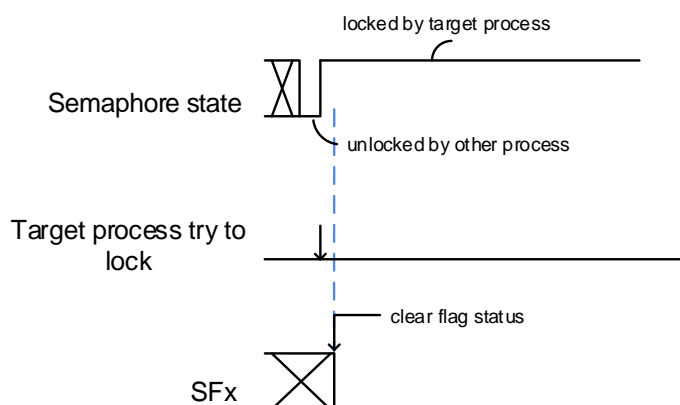 locked by target process
Semaphore state
unlocked by other process
Target process try to
lock
clear flag status
SFx